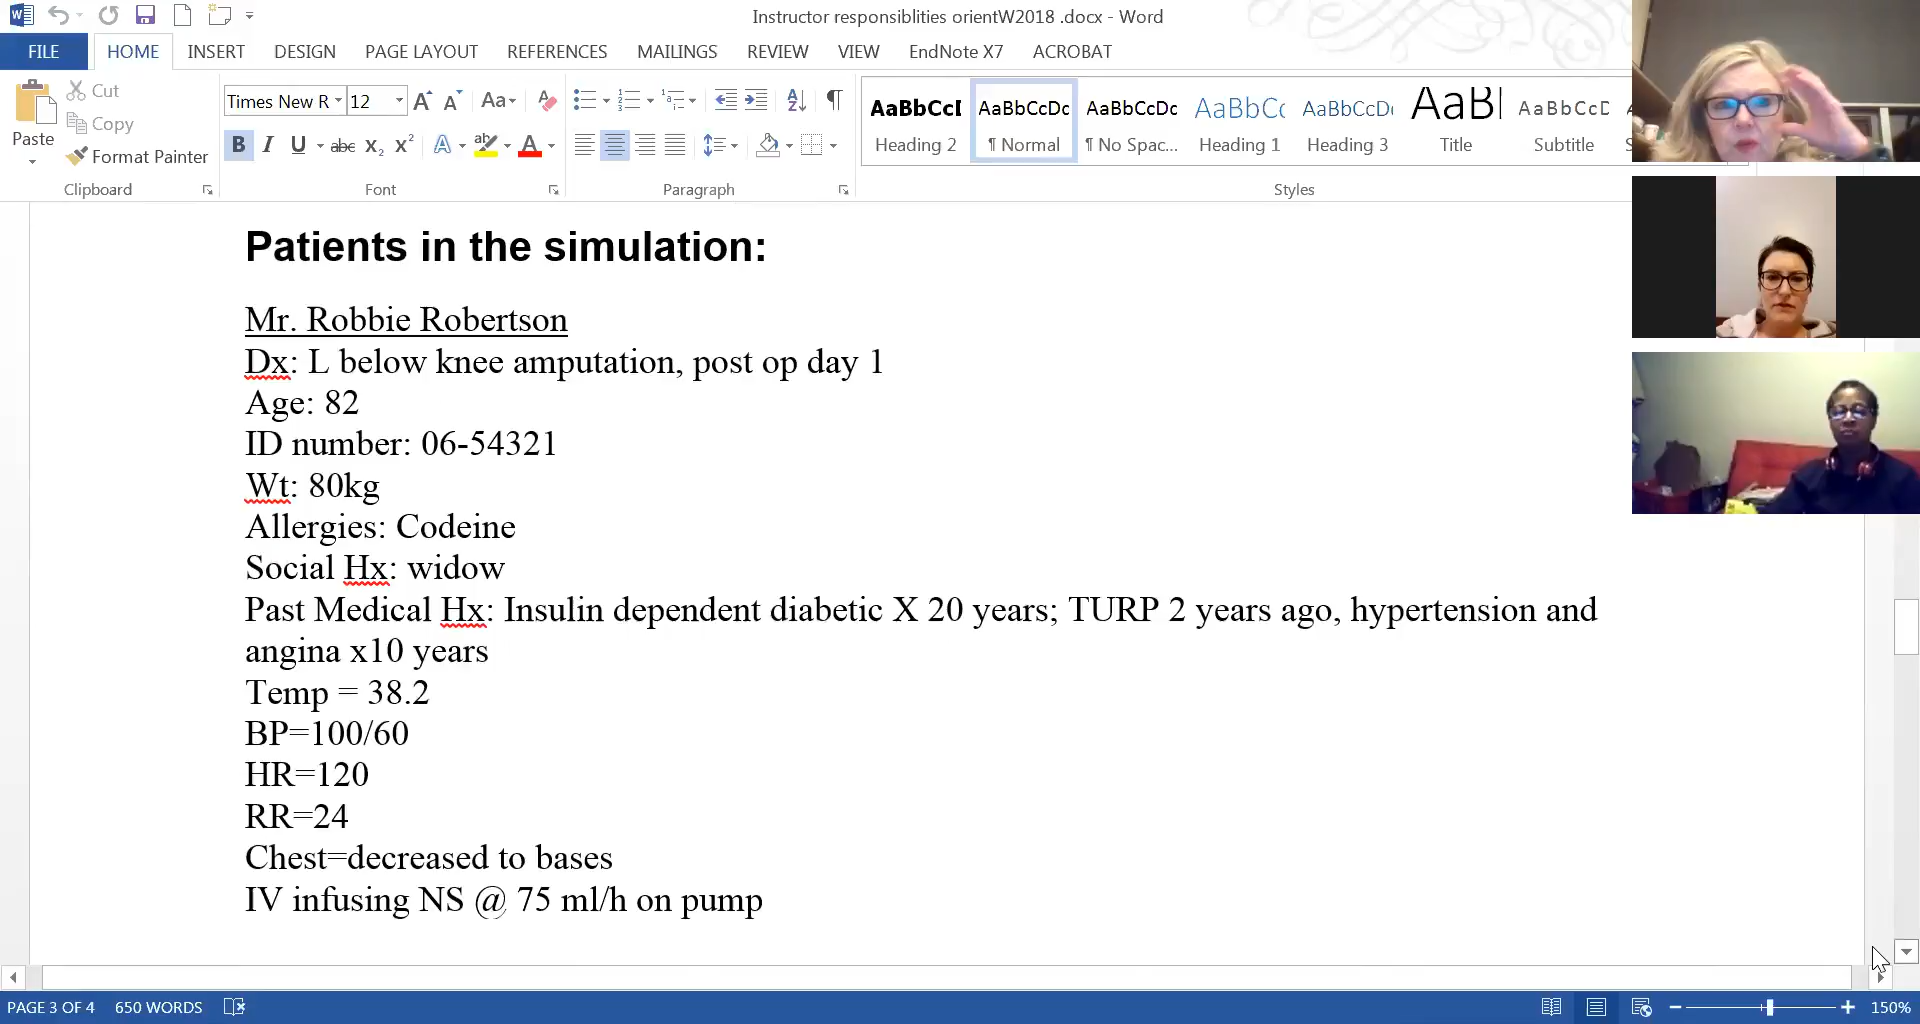 Instructor responsiblities orientW2018 .docx - Word
FILE HOME INSERT DESIGN PAGE LAYOUT REFERENCES MAILINGS REVIEW VIEW EndNote X7 ACROBAT
Paste
Cut
Copy
Format Painter
Clipboard
Times New R 12
Font
Paragraph
AaBbCcI AaBbCcDc AaBbCcDc AaBbCc AaBbCcDc AaBl AaBbCcD
Heading 2 ¶ Normal ¶ No Spac... Heading 1 Heading 3 Title Subtitle
Styles
Patients in the simulation:
Mr. Robbie Robertson
Dx: L below knee amputation, post op day 1
Age: 82
ID number: 06-54321
Wt: 80kg
Allergies: Codeine
Social Hx: widow
Past Medical Hx: Insulin dependent diabetic X 20 years; TURP 2 years ago, hypertension and
angina x10 years
Temp = 38.2
BP=100/60
HR=120
RR=24
Chest=decreased to bases
IV infusing NS @ 75 ml/h on pump
PAGE 3 OF 4 650 WORDS 150%